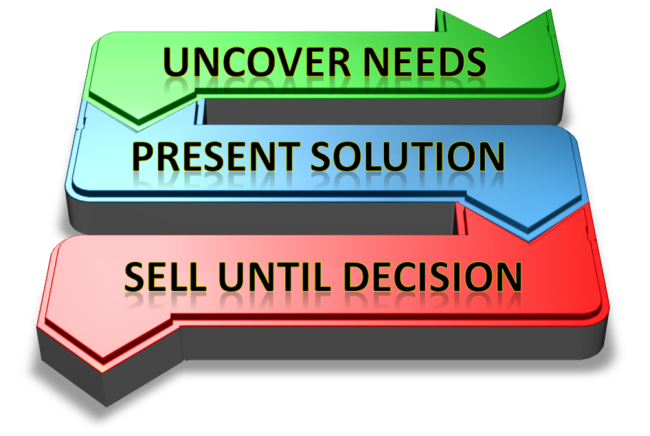 UNCOVER NEEDS
PRESENT SOLUTION
SELL UNTIL DECISION